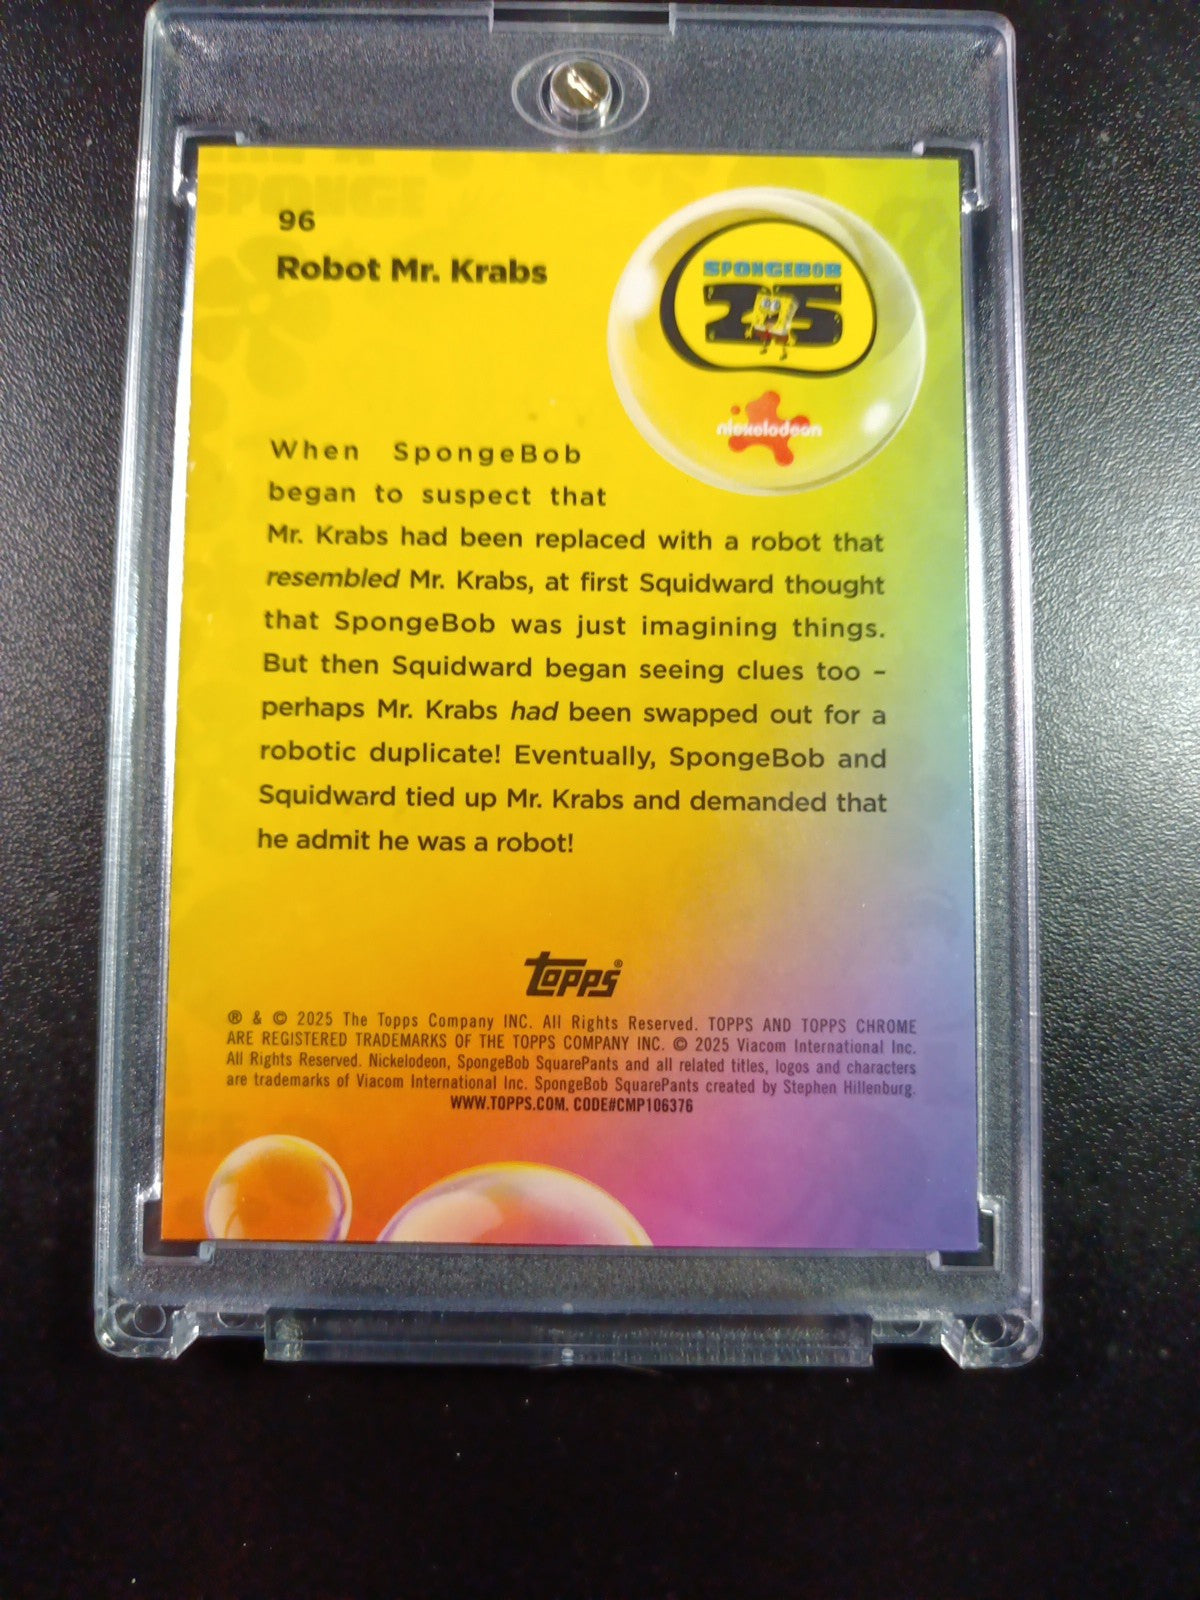 SPONGE
96
Robot Mr. Krabs
SPONGEBOB
25
nickelodeon
When SpongeBob
began to suspect that
Mr. Krabs had been replaced with a robot that
resembled Mr. Krabs, at first Squidward thought
that SpongeBob was just imagining things.
But then Squidward began seeing clues too –
perhaps Mr. Krabs had been swapped out for a
robotic duplicate! Eventually, SpongeBob and
Squidward tied up Mr. Krabs and demanded that
he admit he was a robot!
Topps®
® & © 2025 The Topps Company INC. All Rights Reserved. TOPPS AND TOPPS CHROME
ARE REGISTERED TRADEMARKS OF THE TOPPS COMPANY INC. © 2025 Viacom International Inc.
All Rights Reserved. Nickelodeon, SpongeBob SquarePants and all related titles, logos and characters
are trademarks of Viacom International Inc. SpongeBob SquarePants created by Stephen Hillenburg.
WWW.TOPPS.COM. CODE#CMP106376